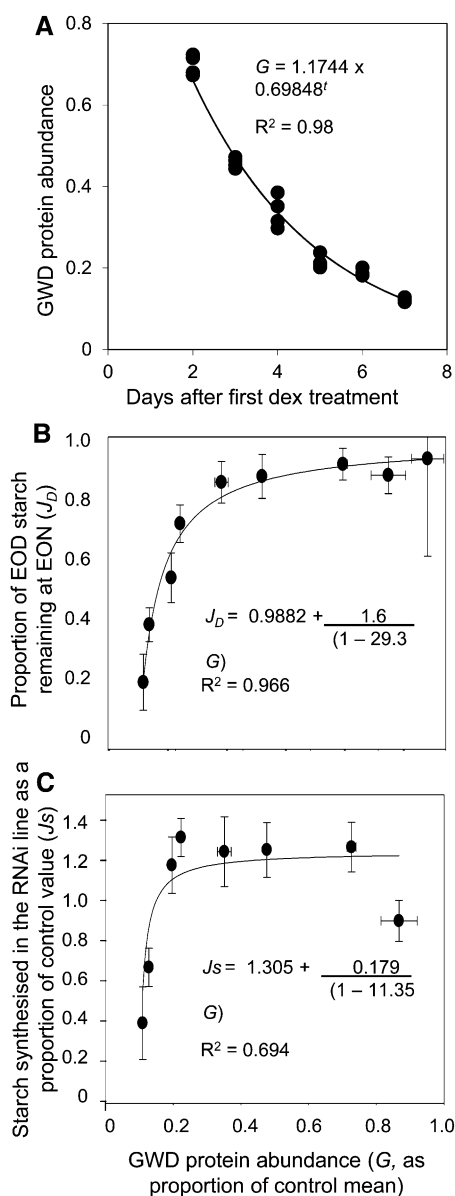 A
0.8
0.6
0.4
0.2
0
GWD protein abundance
G = 1.1744 x
0.69848ᵗ
R² = 0.98
0 2 4 6 8
Days after first dex treatment
B
1.0
0.8
0.6
0.4
0.2
0
Proportion of EOD starch
remaining at EON (J_D)
J_D = 0.9882 + 1.6
(1 – 29.3
G)
R² = 0.966
C
1.4
1.2
1.0
0.8
0.6
0.4
0.2
0
Starch synthesised in the RNAi line as a
proportion of control value (Js)
Js = 1.305 + 0.179
(1 – 11.35
G)
R² = 0.694
0 0.2 0.4 0.6 0.8 1.0
GWD protein abundance (G, as
proportion of control mean)